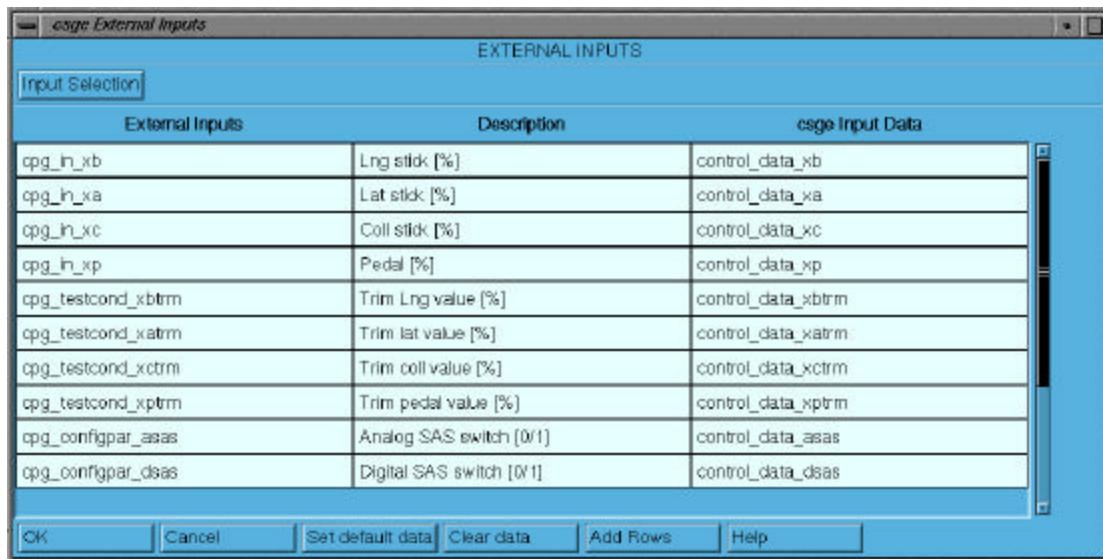 csge External Inputs
EXTERNAL INPUTS
Input Selection
External Inputs Description csge Input Data
cpg_in_xb Lng stick [%] control_data_xb
cpg_in_xa Lat stick [%] control_data_xa
cpg_in_xc Coll stick [%] control_data_xc
cpg_in_xp Pedal [%] control_data_xp
cpg_testcond_xbtrm Trim Lng value [%] control_data_xbtrm
cpg_testcond_xatrm Trim lat value [%] control_data_xatrm
cpg_testcond_xctrm Trim coll value [%] control_data_xctrm
cpg_testcond_xptrm Trim pedal value [%] control_data_xptrm
cpg_configpar_asas Analog SAS switch [0/1] control_data_asas
cpg_configpar_dsas Digital SAS switch [0/1] control_data_dsas
OK Cancel Set default data Clear data Add Rows Help